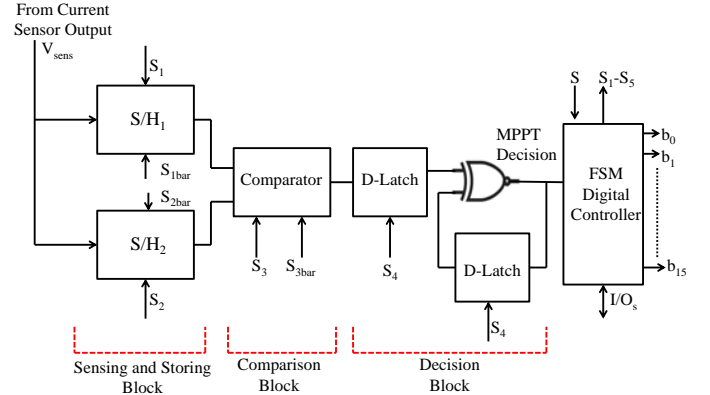 From Current
Sensor Output
V_sens
S_1
S/H_1
S_1bar
S_2bar
S/H_2
S_2
Comparator
S_3
S_3bar
D-Latch
S_4
MPPT
Decision
D-Latch
S_4
S
S_1-S_5
FSM
Digital
Controller
b_0
b_1
b_15
I/O_s
Sensing and Storing
Block
Comparison
Block
Decision
Block